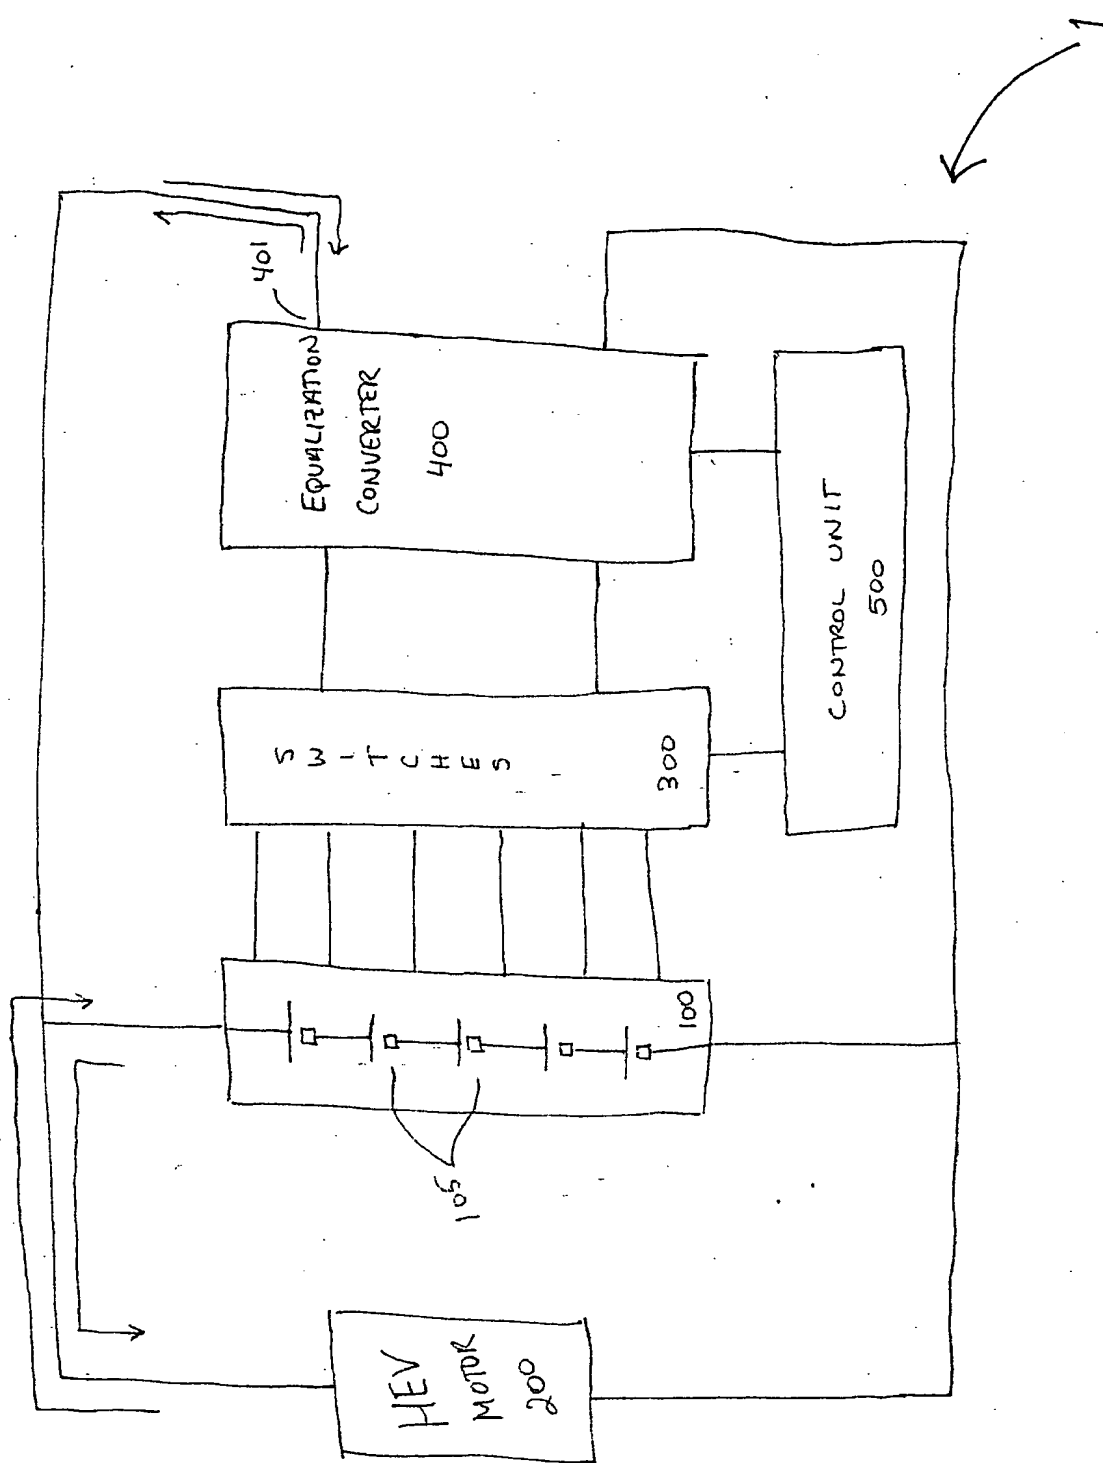 1
401
EQUALIZATION
CONVERTER
400
CONTROL UNIT
500
SWITCHES
300
100
105
HEV
MOTOR
200